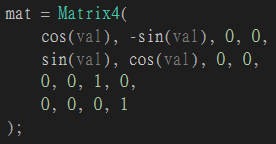 mat = Matrix4(
cos(val), -sin(val), 0, 0,
sin(val), cos(val), 0, 0,
0, 0, 1, 0,
0, 0, 0, 1
);